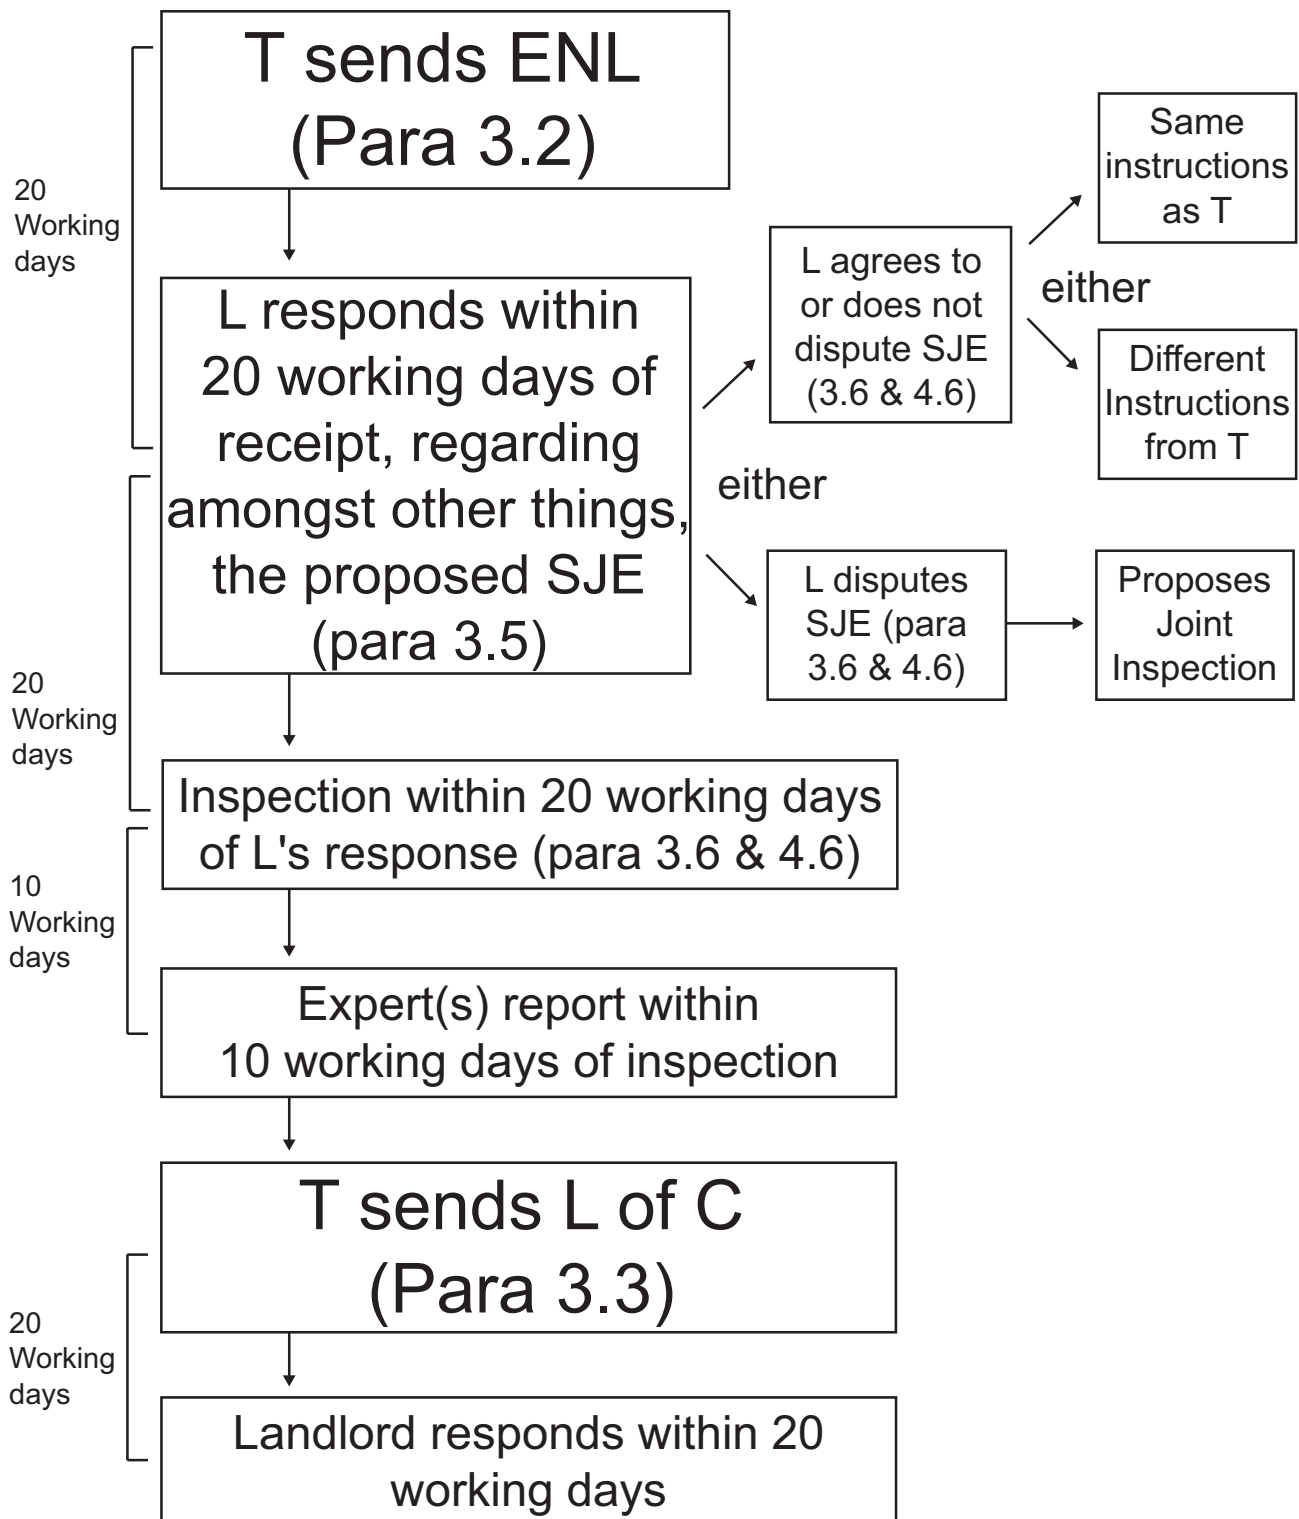 T sends ENL
(Para 3.2)
20
Working
days
L responds within
20 working days of
receipt, regarding
amongst other things,
the proposed SJE
(para 3.5)
either
L agrees to
or does not
dispute SJE
(3.6 & 4.6)
either
Same
instructions
as T
Different
Instructions
from T
L disputes
SJE (para
3.6 & 4.6)
Proposes
Joint
Inspection
20
Working
days
Inspection within 20 working days
of L's response (para 3.6 & 4.6)
10
Working
days
Expert(s) report within
10 working days of inspection
T sends L of C
(Para 3.3)
20
Working
days
Landlord responds within 20
working days